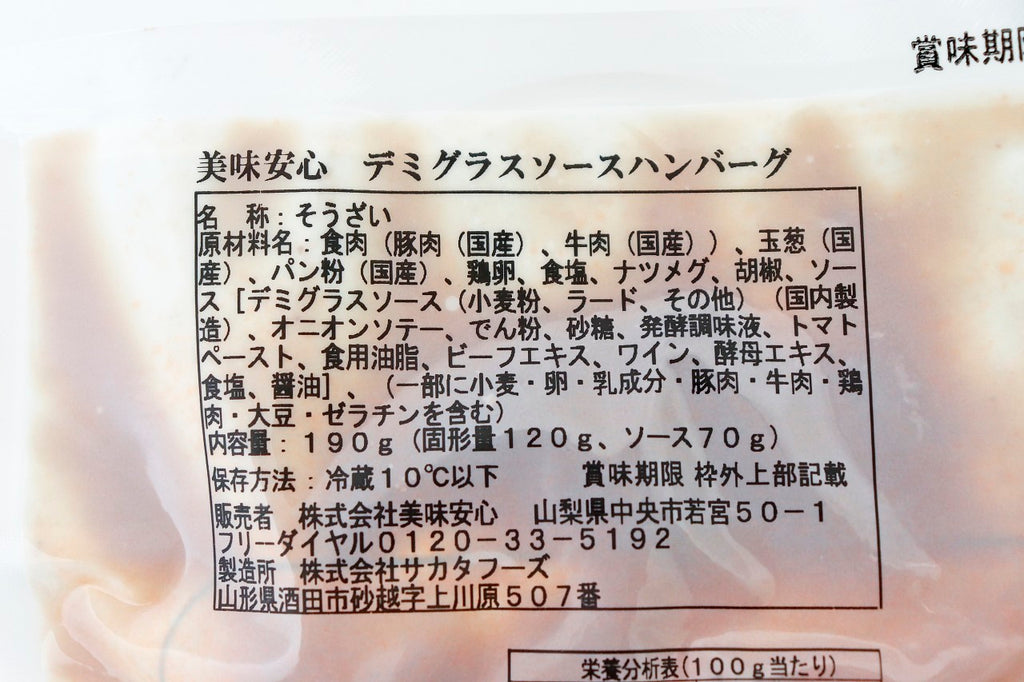 賞味期
美味安心　デミグラスソースハンバーグ
名　称：そうざい
原材料名：食肉（豚肉（国産）、牛肉（国産））、玉葱（国
産）、パン粉（国産）、鶏卵、食塩、ナツメグ、胡椒、ソー
ス［デミグラスソース（小麦粉、ラード、その他）（国内製
造）、オニオンソテー、でん粉、砂糖、発酵調味液、トマト
ペースト、食用油脂、ビーフエキス、ワイン、酵母エキス、
食塩、醤油］、（一部に小麦・卵・乳成分・豚肉・牛肉・鶏
肉・大豆・ゼラチンを含む）
内容量：１９０ｇ（固形量１２０ｇ、ソース７０ｇ）
保存方法：冷蔵１０℃以下　　　賞味期限 枠外上部記載
販売者　株式会社美味安心　山梨県中央市若宮５０－１
フリーダイヤル０１２０－３３－５１９２
製造所　株式会社サカタフーズ
山形県酒田市砂越字上川原５０７番
栄養分析表（１００ｇ当たり）